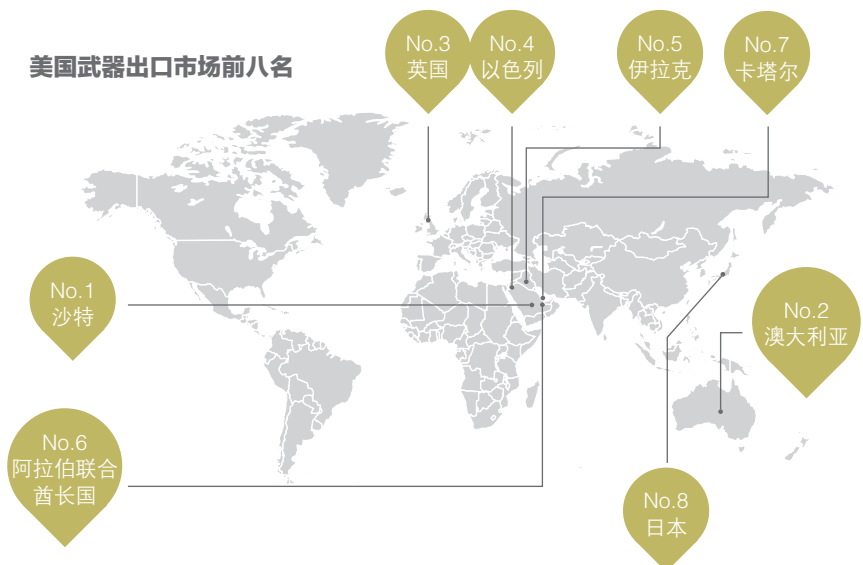 美国武器出口市场前八名
No.3
英国
No.4
以色列
No.5
伊拉克
No.7
卡塔尔
No.1
沙特
No.2
澳大利亚
No.6
阿拉伯联合
酋长国
No.8
日本